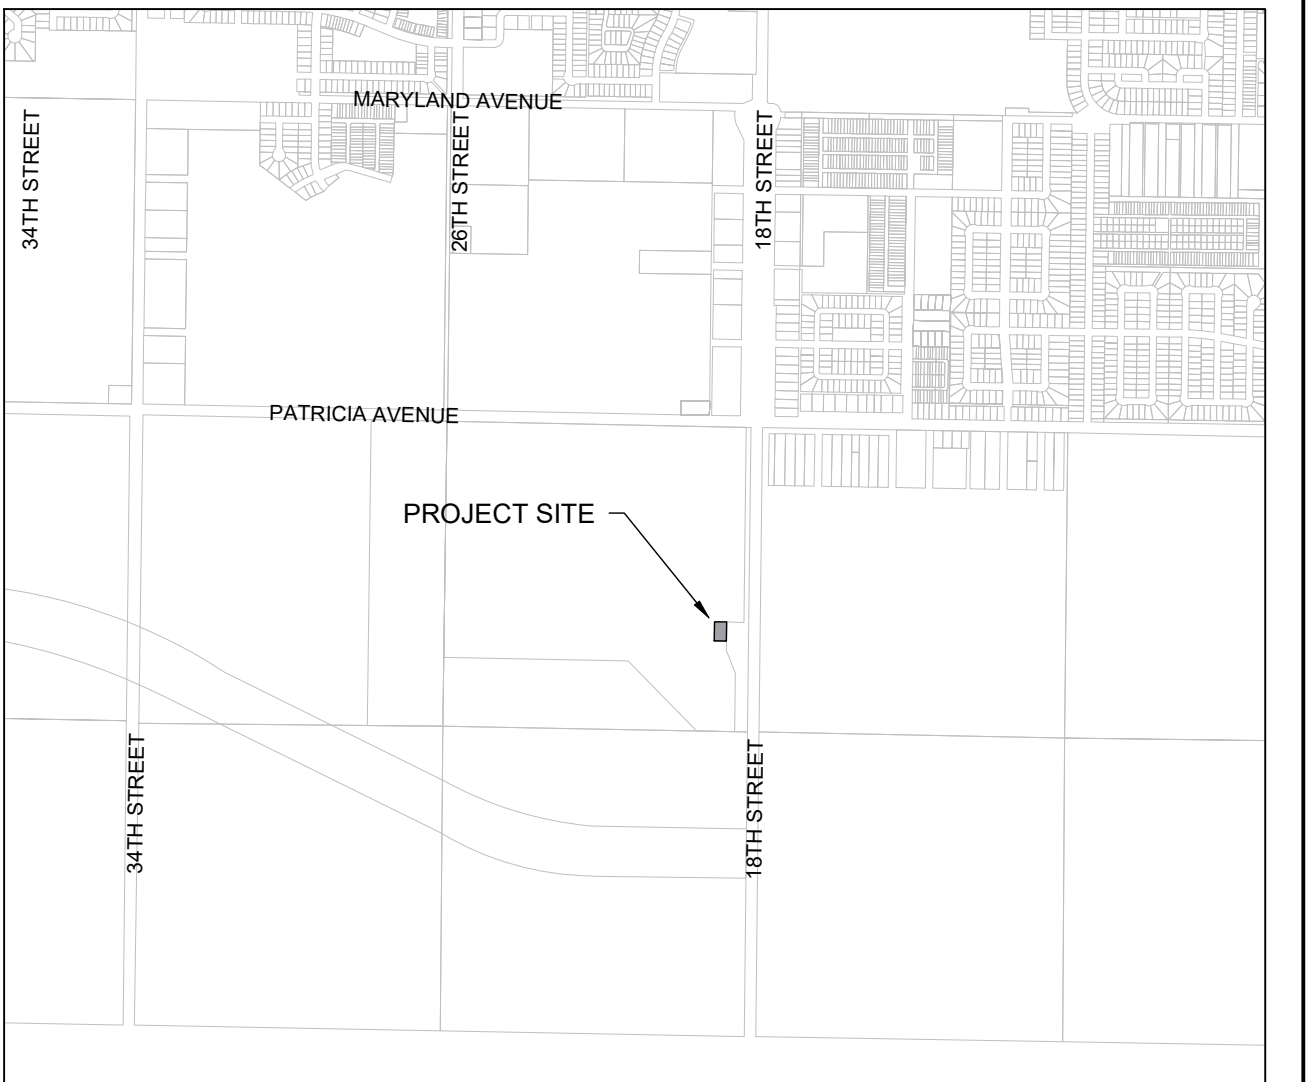 MARYLAND AVENUE
34TH STREET
26TH STREET
18TH STREET
PATRICIA AVENUE
PROJECT SITE
34TH STREET
18TH STREET